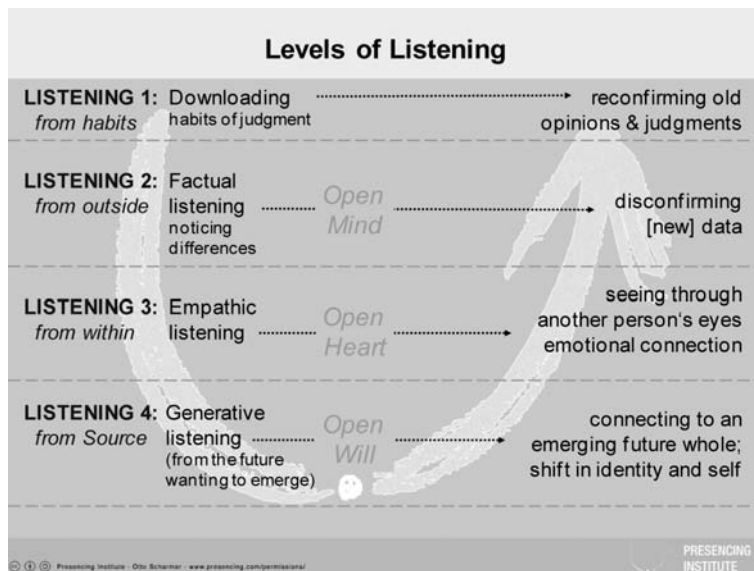 Levels of Listening
LISTENING 1: Downloading reconfirming old
from habits habits of judgment opinions & judgments
LISTENING 2: Factual
from outside listening Open disconfirming
noticing Mind [new] data
differences
LISTENING 3: Empathic seeing through
from within listening Open another person's eyes
Heart emotional connection
LISTENING 4: Generative Open connecting to an
from Source listening Will emerging future whole;
(from the future shift in identity and self
wanting to emerge)
Presencing Institute - Otto Scharmer - www.presencing.com/permissions/
PRESENCING
INSTITUTE